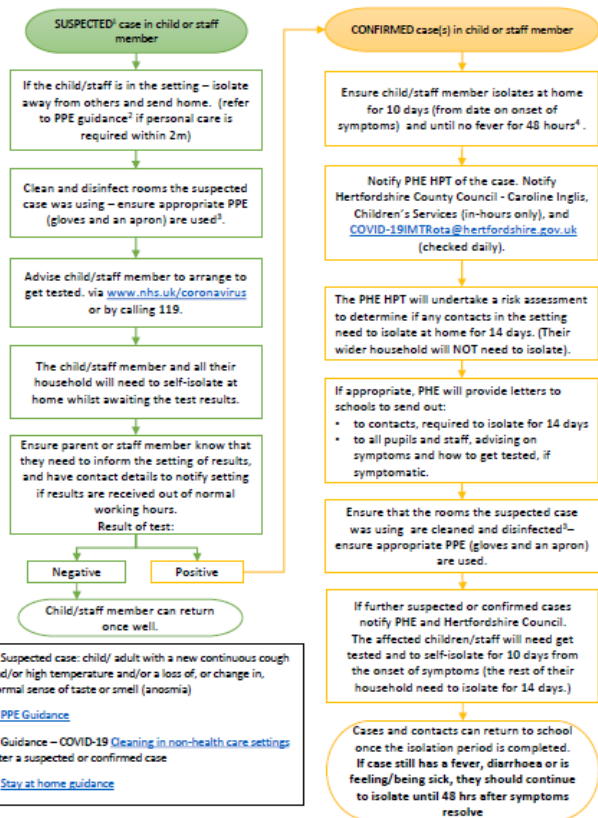 SUSPECTED¹ case in child or staff
member
If the child/staff is in the setting – isolate
away from others and send home. (refer
to PPE guidance² if personal care is
required within 2m)
Clean and disinfect rooms the suspected
case was using – ensure appropriate PPE
(gloves and an apron) are used³.
Advise child/staff member to arrange to
get tested. via www.nhs.uk/coronavirus
or by calling 119.
The child/staff member and all their
household will need to self-isolate at
home whilst awaiting the test results.
Ensure parent or staff member know that
they need to inform the setting of results,
and have contact details to notify setting
if results are received out of normal
working hours.
Result of test:
Negative
Positive
Child/staff member can return
once well.
Suspected case: child/ adult with a new continuous cough
d/or high temperature and/or a loss of, or change in,
rmal sense of taste or smell (anosmia)
PPE Guidance
Guidance – COVID-19 Cleaning in non-health care settings
ter a suspected or confirmed case
Stay at home guidance
CONFIRMED case(s) in child or staff member
Ensure child/staff member isolates at home
for 10 days (from date on onset of
symptoms) and until no fever for 48 hours⁴ .
Notify PHE HPT of the case. Notify
Hertfordshire County Council - Caroline Inglis,
Children's Services (in-hours only), and
COVID-19IMTRota@hertfordshire.gov.uk
(checked daily).
The PHE HPT will undertake a risk assessment
to determine if any contacts in the setting
need to isolate at home for 14 days. (Their
wider household will NOT need to isolate).
If appropriate, PHE will provide letters to
schools to send out:
• to contacts, required to isolate for 14 days
• to all pupils and staff, advising on
symptoms and how to get tested, if
symptomatic.
Ensure that the rooms the suspected case
was using are cleaned and disinfected³–
ensure appropriate PPE (gloves and an apron)
are used.
If further suspected or confirmed cases
notify PHE and Hertfordshire Council.
The affected children/staff will need get
tested and to self-isolate for 10 days from
the onset of symptoms (the rest of their
household need to isolate for 14 days.)
Cases and contacts can return to school
once the isolation period is completed.
If case still has a fever, diarrhoea or is
feeling/being sick, they should continue
to isolate until 48 hrs after symptoms
resolve